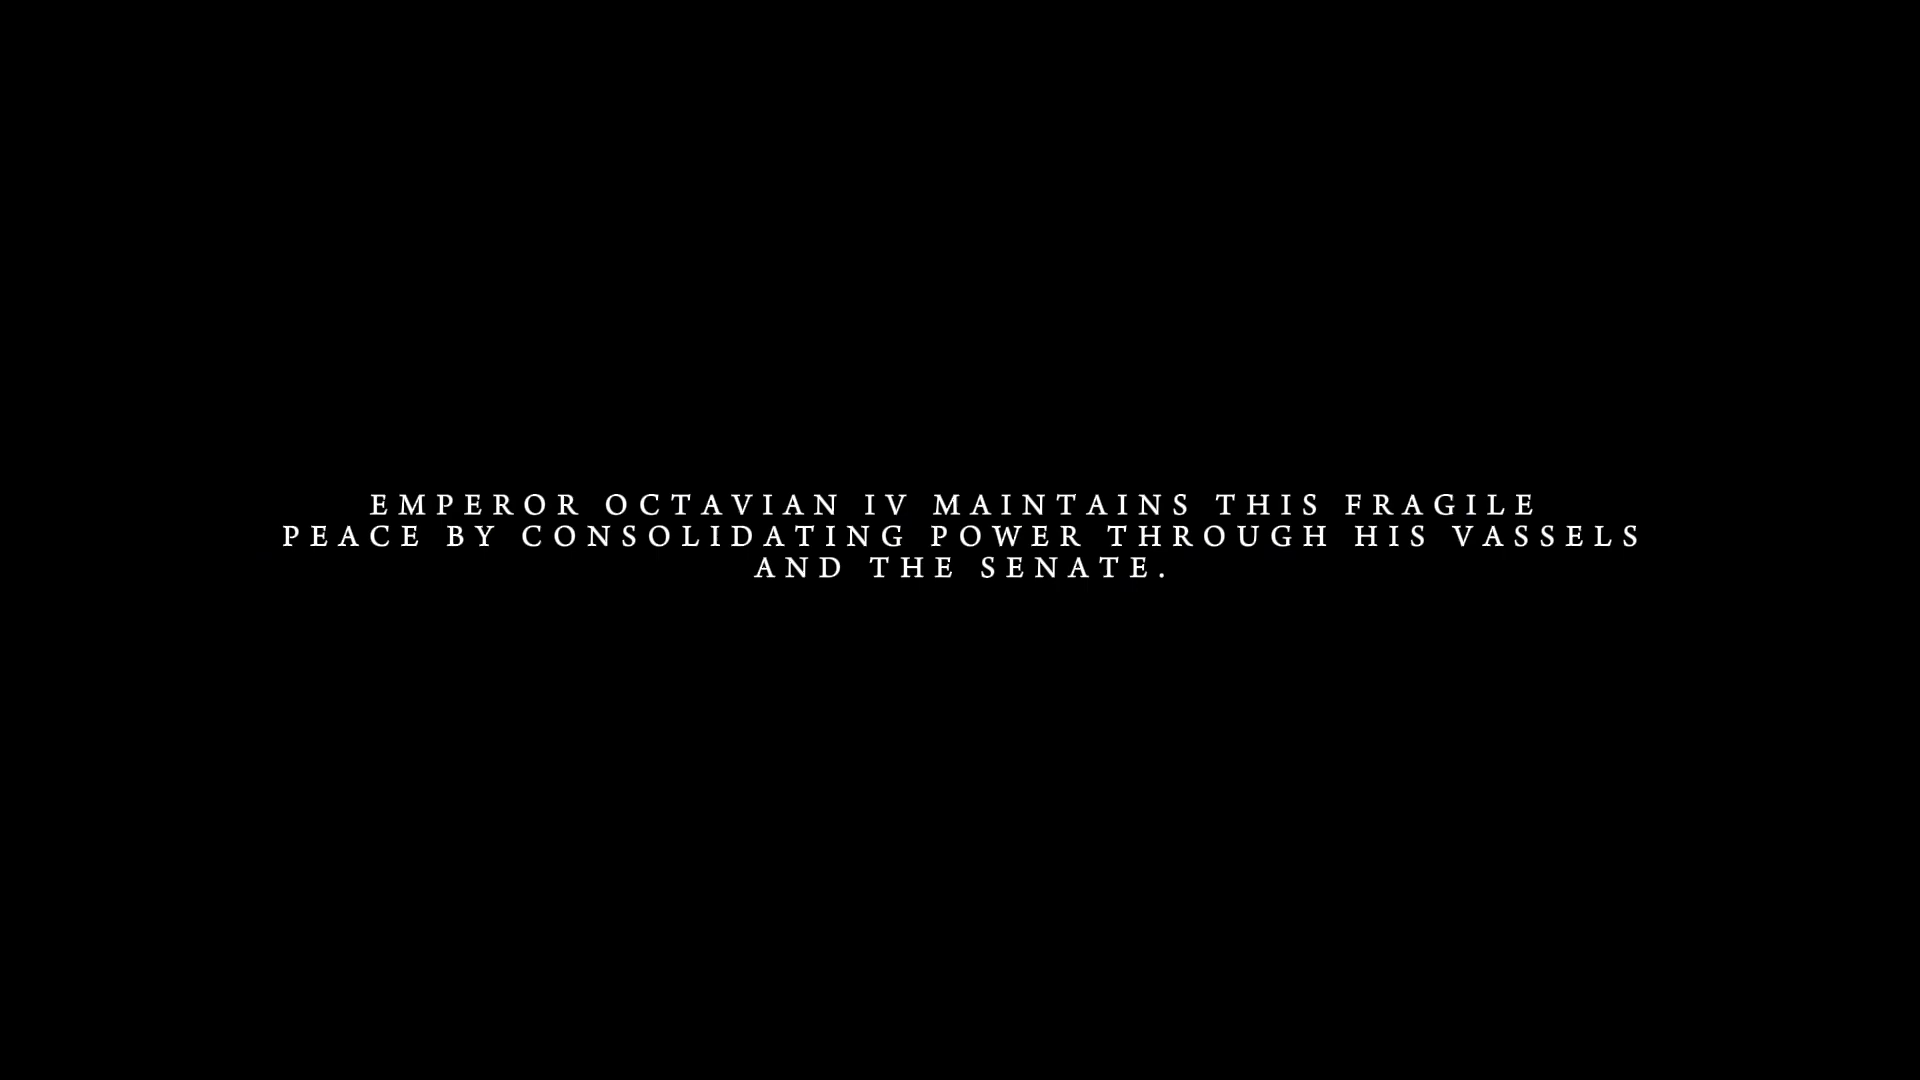 EMPEROR OCTAVIAN IV MAINTAINS THIS FRAGILE
PEACE BY CONSOLIDATING POWER THROUGH HIS VASSELS
AND THE SENATE.